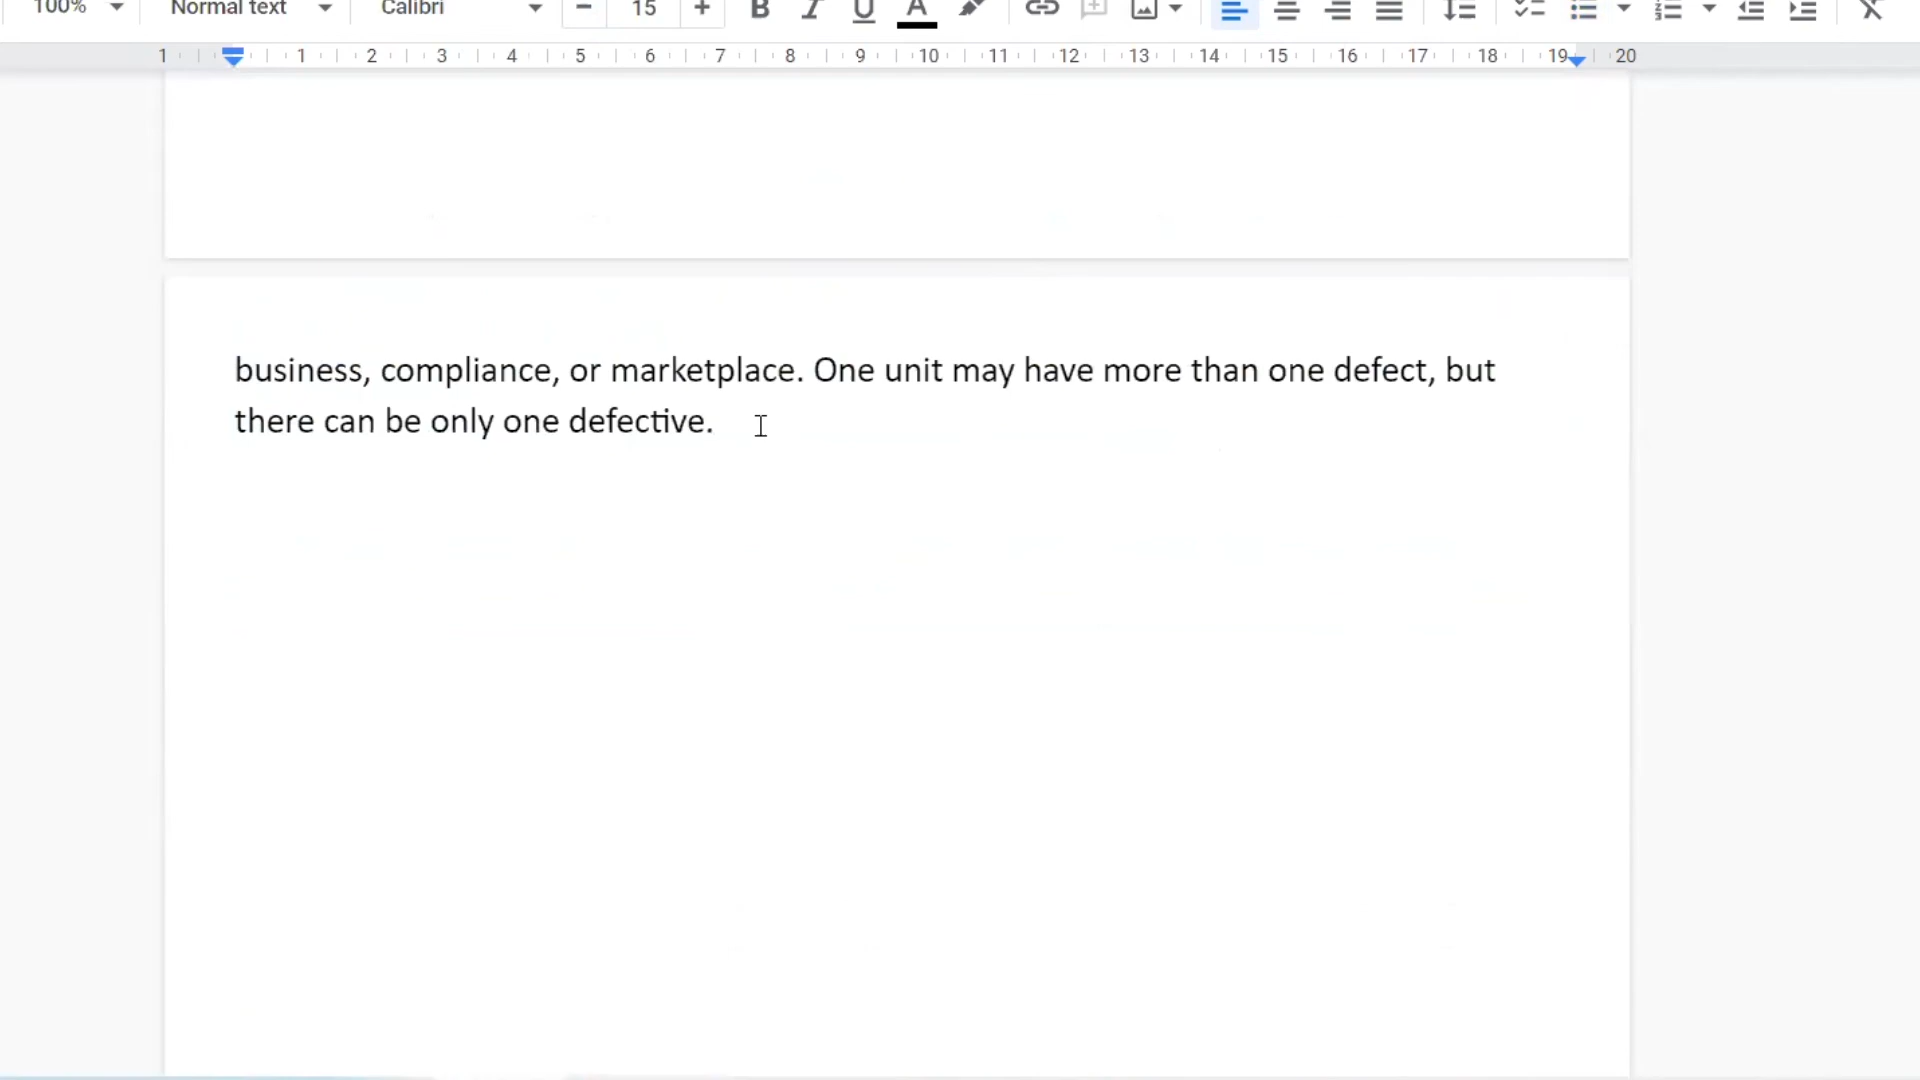 100% Normal text Calibri − 15 + B I U A
1 1 2 3 4 5 6 7 8 9 10 11 12 13 14 15 16 17 18 19 20
business, compliance, or marketplace. One unit may have more than one defect, but
there can be only one defective.